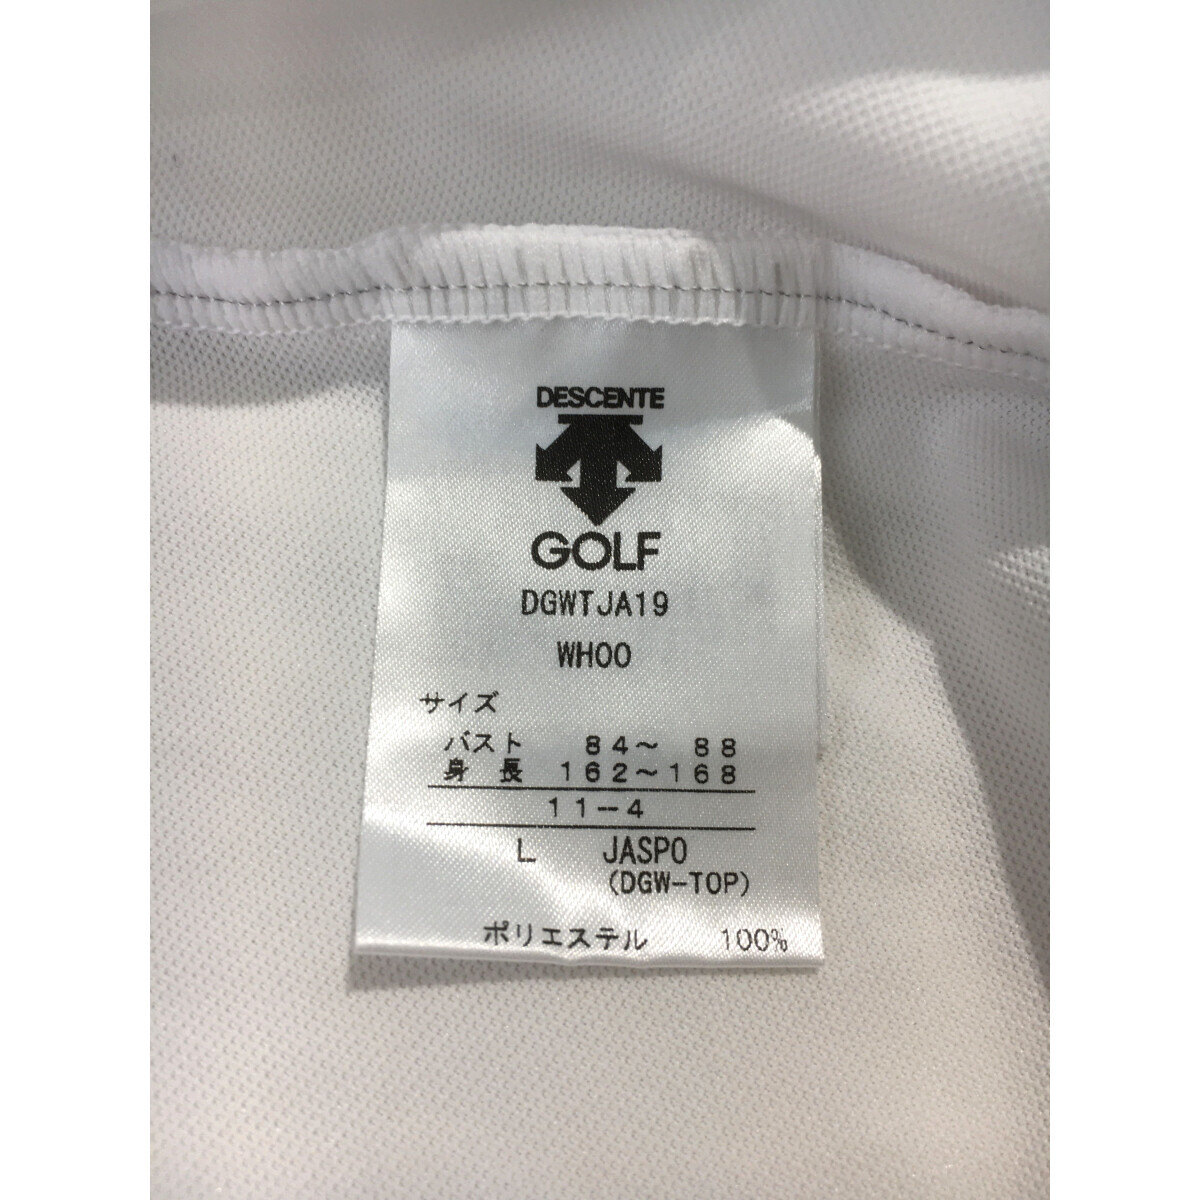 DESCENTE
GOLF
DGWTJA19
WH00
サイズ
バスト 84～ 88
身 長 162～168
11--4
L JASPO
(DGW-TOP)
ポリエステル 100%